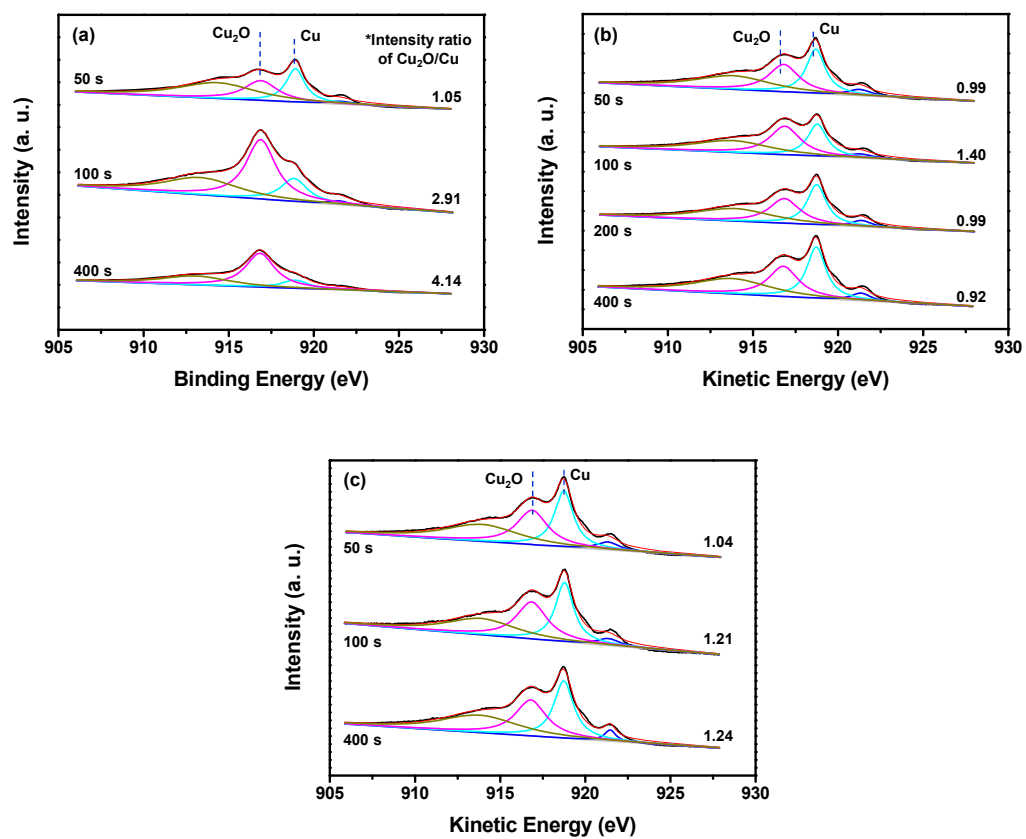 (a)
Cu₂O
Cu
*Intensity ratio
of Cu₂O/Cu
50 s
1.05
100 s
2.91
400 s
4.14
Intensity (a. u.)
905 910 915 920 925 930
Binding Energy (eV)
(b)
Cu₂O
Cu
50 s
0.99
100 s
1.40
200 s
0.99
400 s
0.92
Intensity (a. u.)
905 910 915 920 925 930
Kinetic Energy (eV)
(c)
Cu₂O
Cu
50 s
1.04
100 s
1.21
400 s
1.24
Intensity (a. u.)
905 910 915 920 925 930
Kinetic Energy (eV)